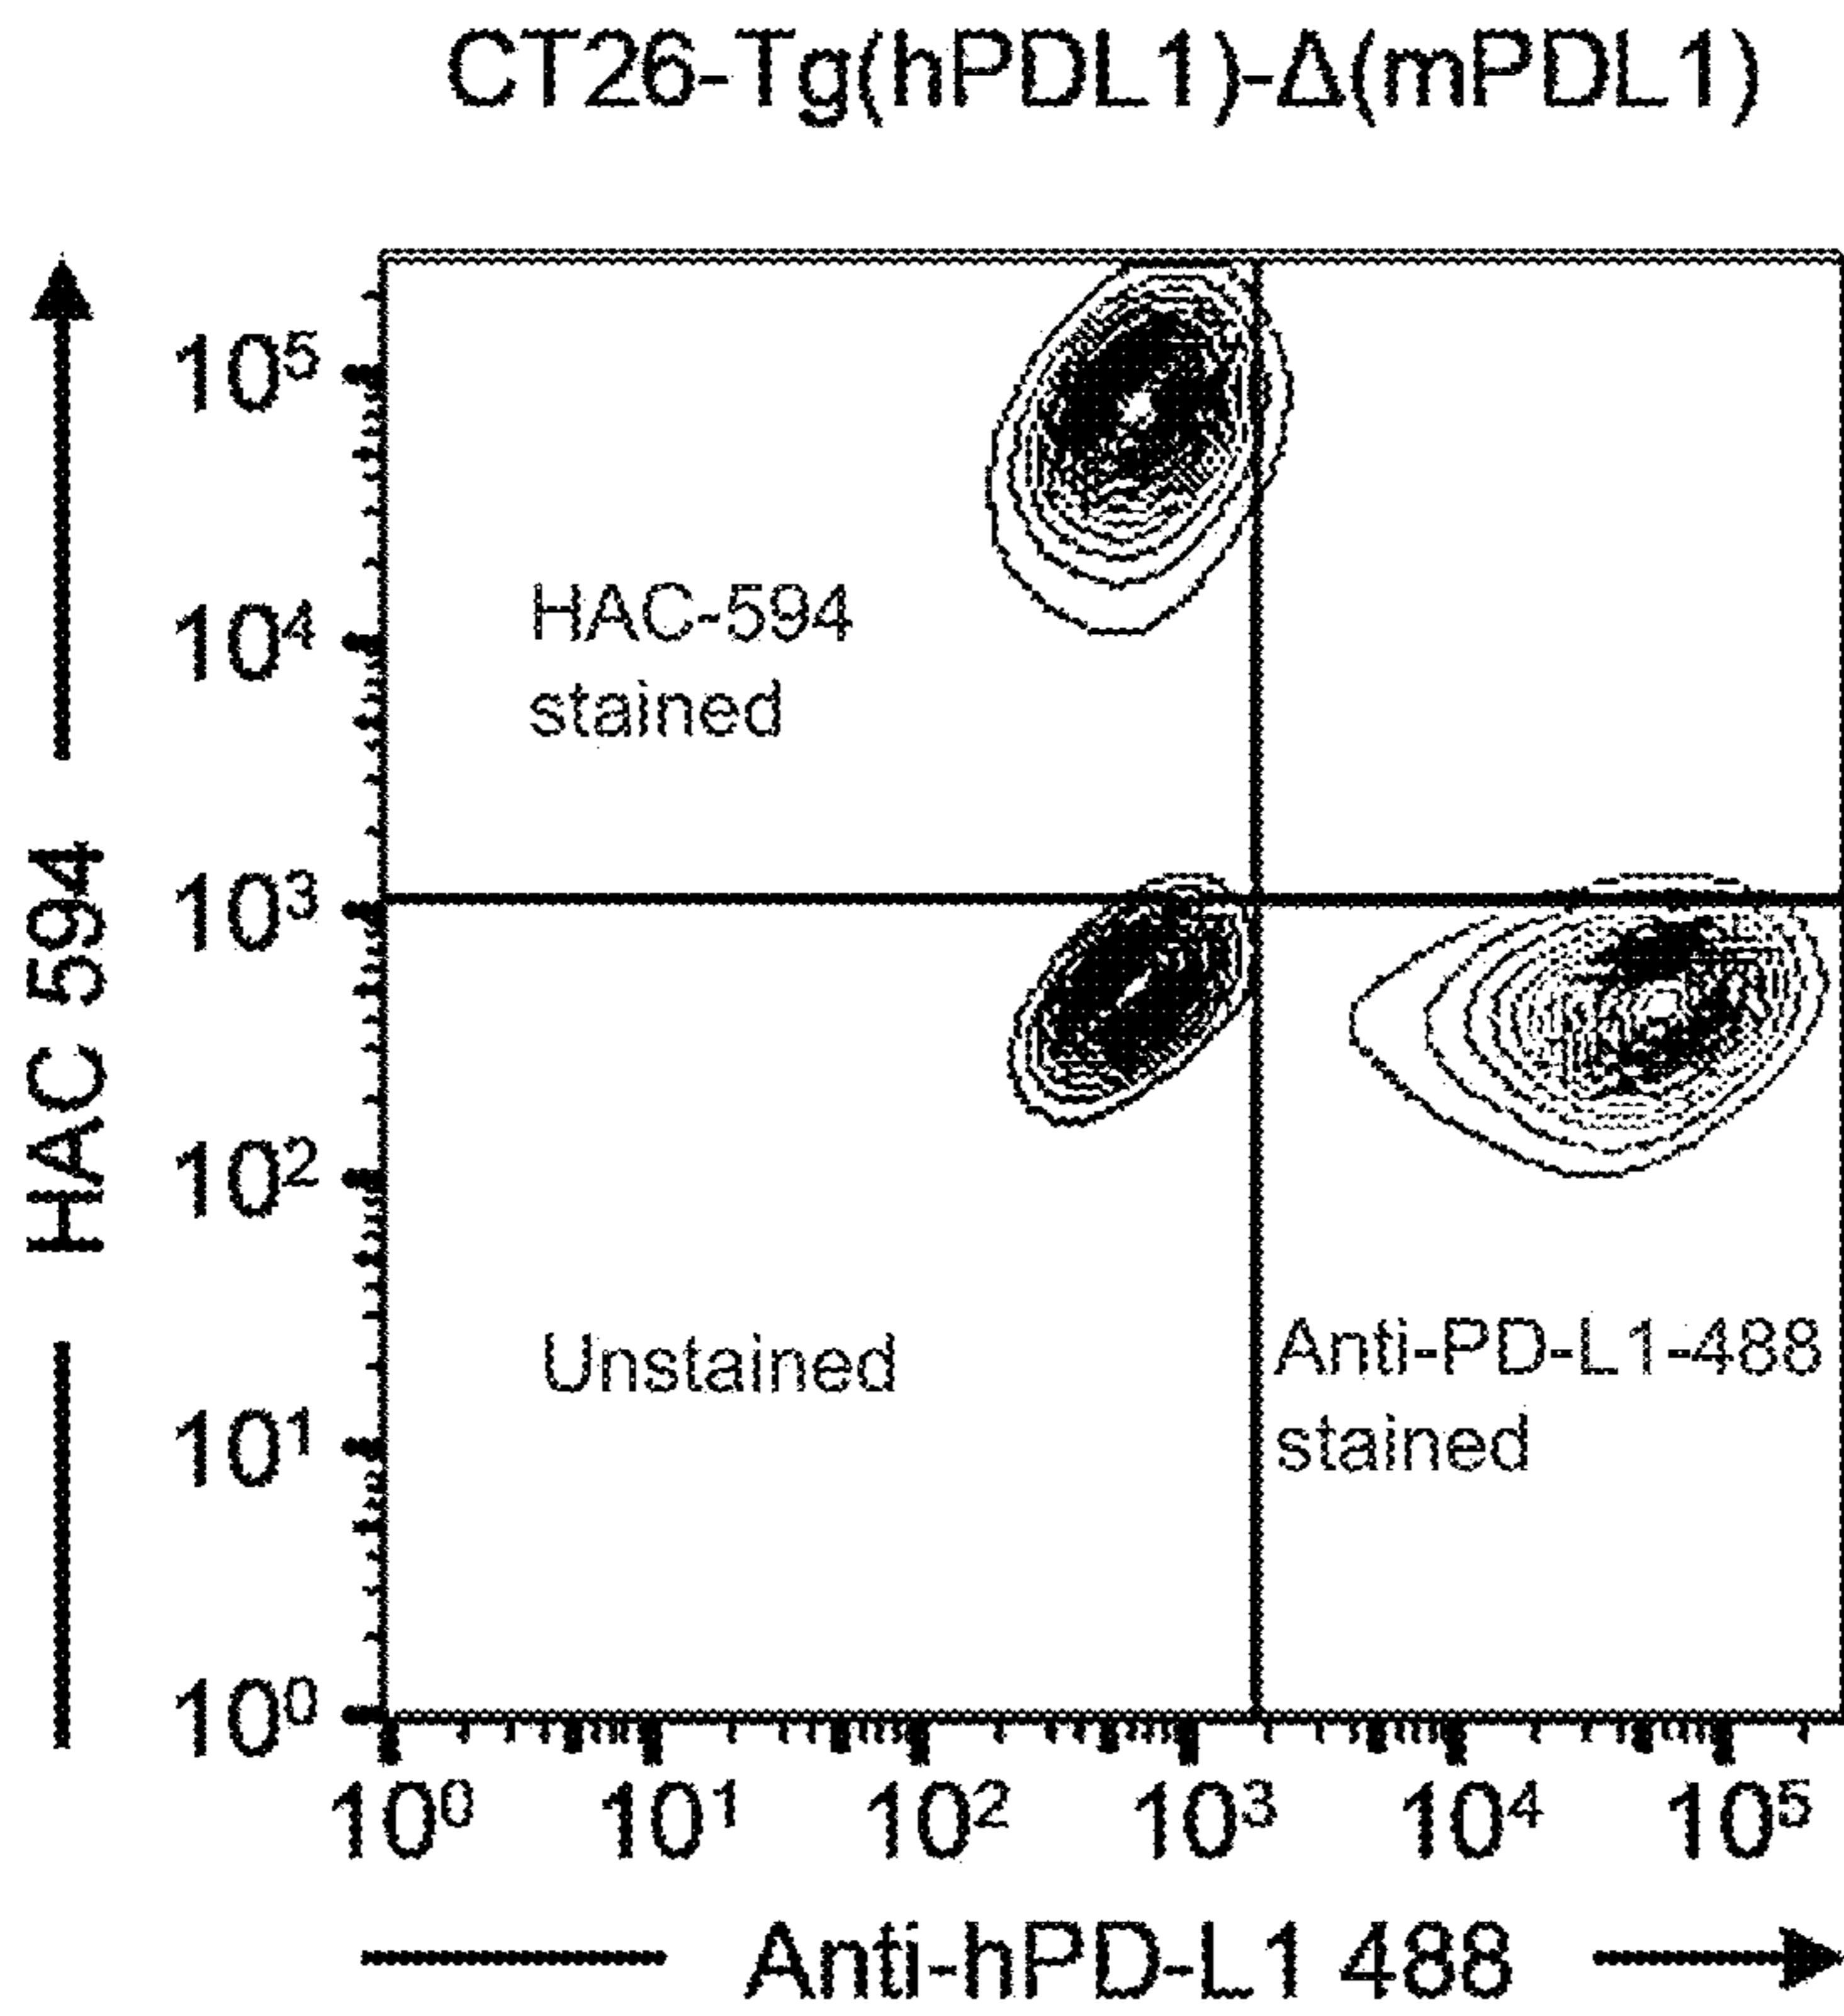 CT26-Tg(hPDL1)-Δ(mPDL1)
HAC 594
10⁵
10⁴
10³
10²
10¹
10⁰
HAC-594
stained
Unstained
Anti-PD-L1-488
stained
10⁰ 10¹ 10² 10³ 10⁴ 10⁵
Anti-hPD-L1 488